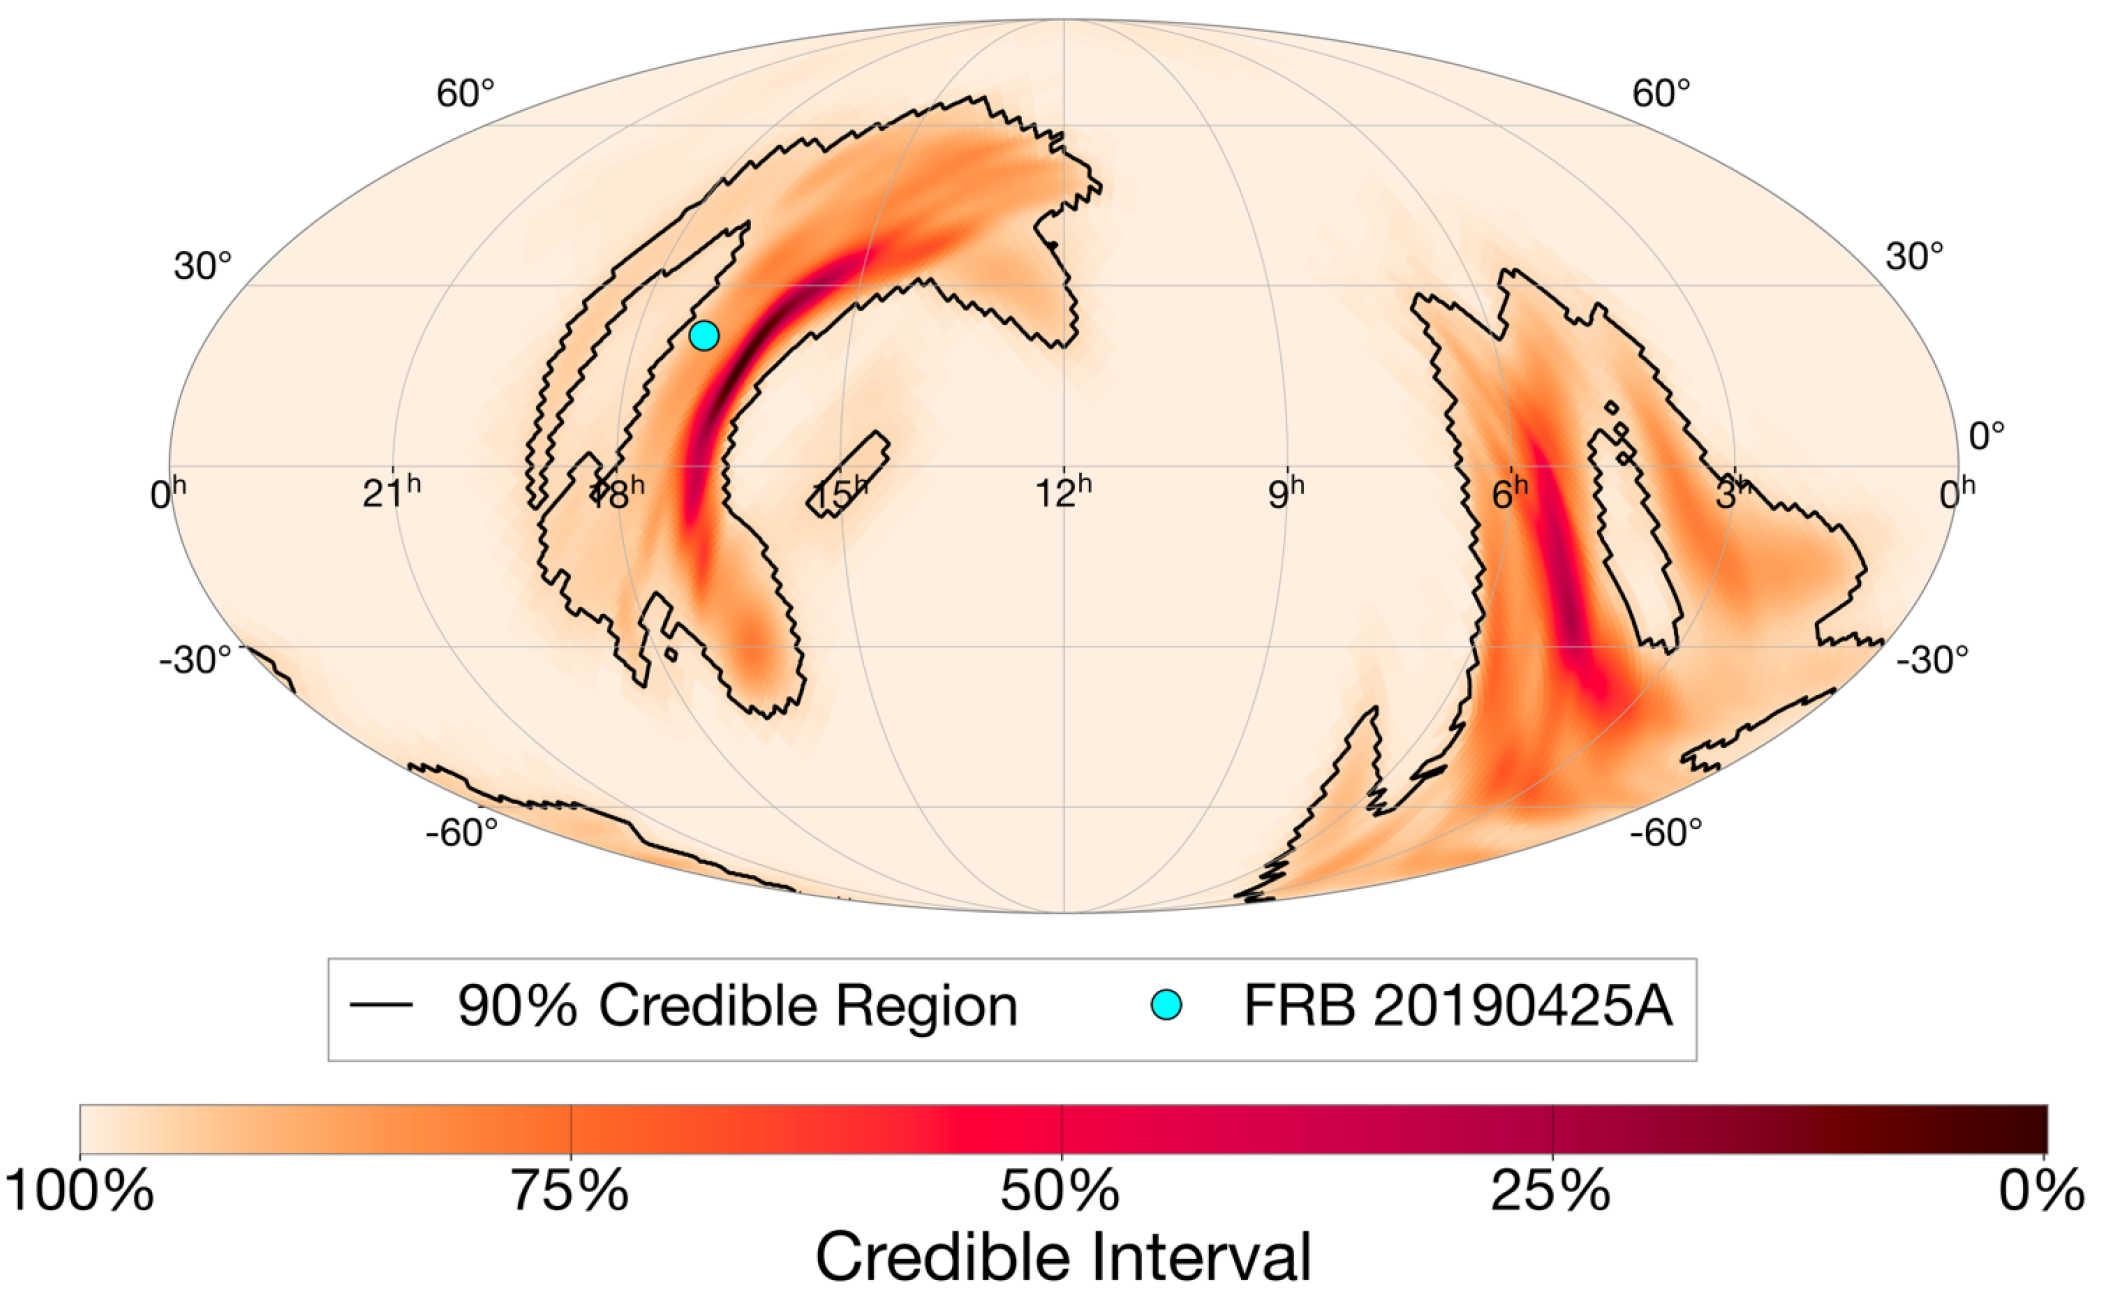 60° 60°
30° 30°
0°
0ʰ 21ʰ 18ʰ 15ʰ 12ʰ 9ʰ 6ʰ 3ʰ 0ʰ
-30° -30°
-60° -60°
90% Credible Region FRB 20190425A
100% 75% 50% 25% 0%
Credible Interval